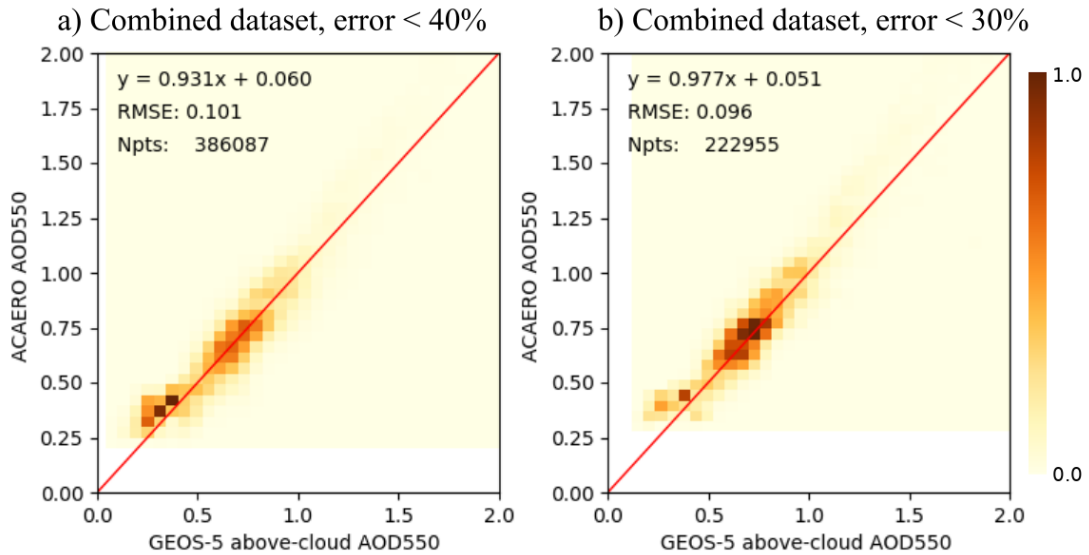 a) Combined dataset, error < 40%
b) Combined dataset, error < 30%
y = 0.931x + 0.060
RMSE: 0.101
Npts: 386087
2.00
1.75
1.50
1.25
1.00
0.75
0.50
0.25
0.00
ACAERO AOD550
0.0
0.5
1.0
1.5
2.0
GEOS-5 above-cloud AOD550
y = 0.977x + 0.051
RMSE: 0.096
Npts: 222955
2.00
1.75
1.50
1.25
1.00
0.75
0.50
0.25
0.00
ACAERO AOD550
0.0
0.5
1.0
1.5
2.0
GEOS-5 above-cloud AOD550
1.0
0.0